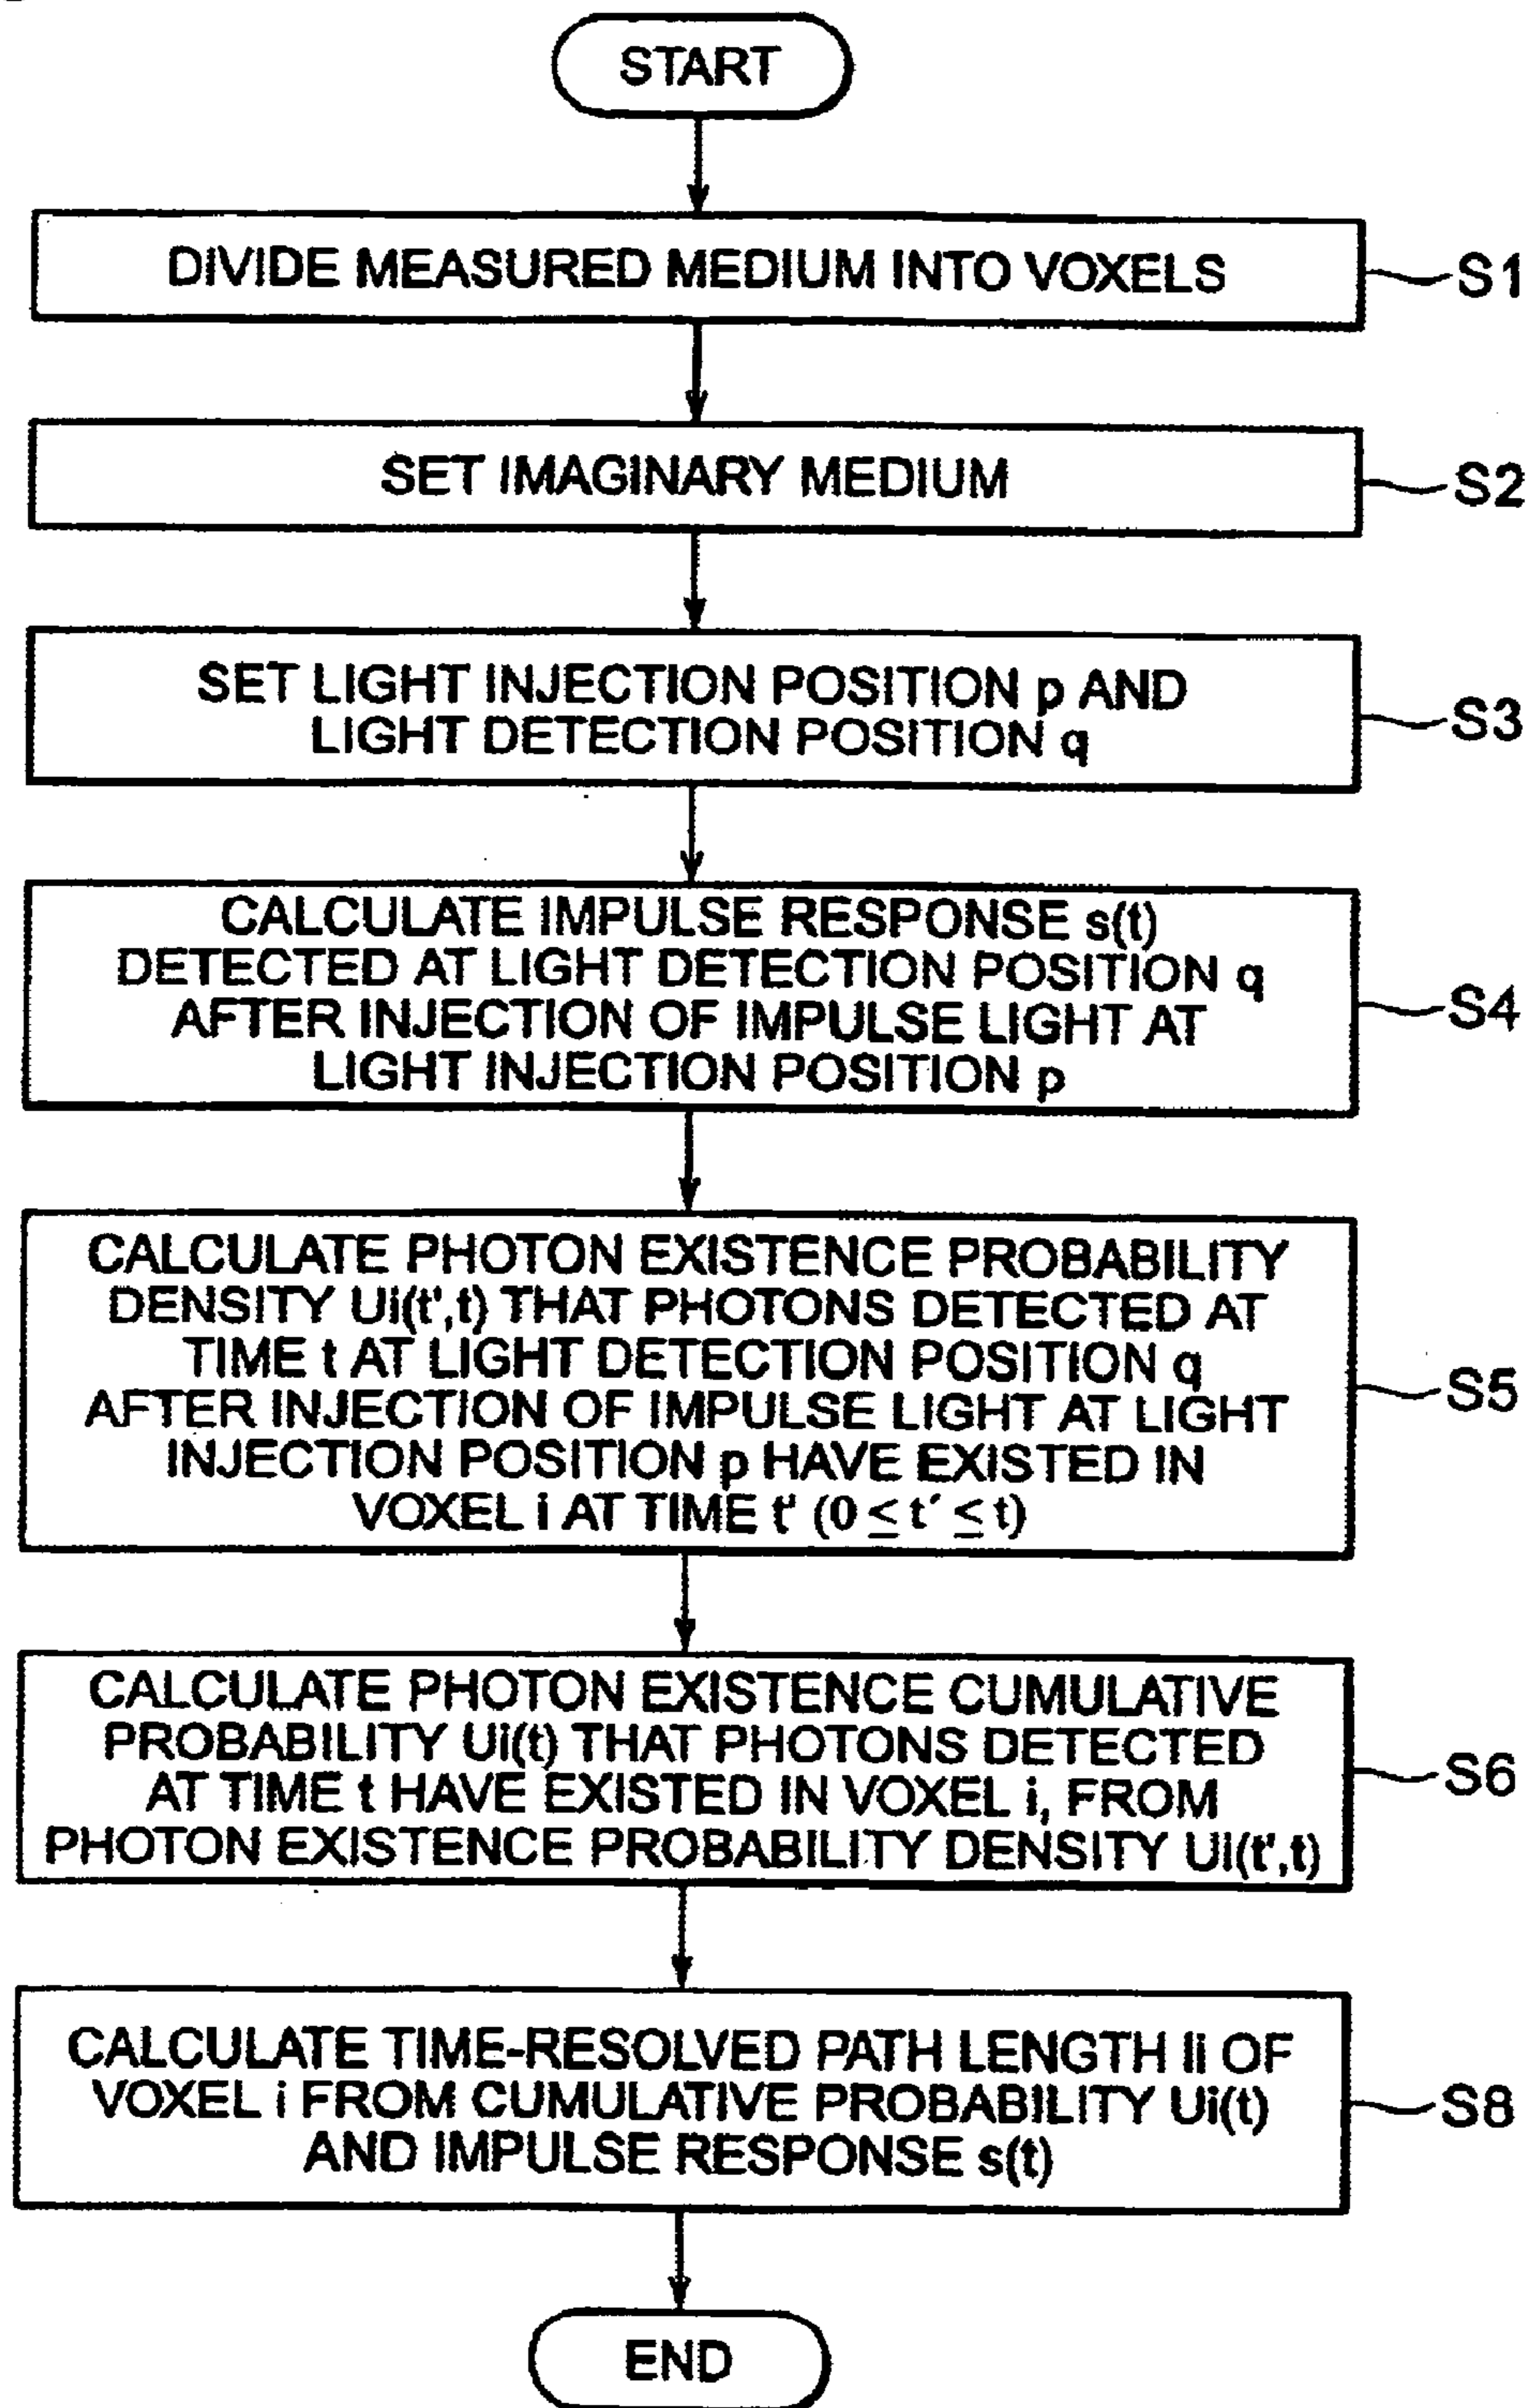 START
DIVIDE MEASURED MEDIUM INTO VOXELS
S1
SET IMAGINARY MEDIUM
S2
SET LIGHT INJECTION POSITION p AND
LIGHT DETECTION POSITION q
S3
CALCULATE IMPULSE RESPONSE s(t)
DETECTED AT LIGHT DETECTION POSITION q
AFTER INJECTION OF IMPULSE LIGHT AT
LIGHT INJECTION POSITION p
S4
CALCULATE PHOTON EXISTENCE PROBABILITY
DENSITY Ui(t',t) THAT PHOTONS DETECTED AT
TIME t AT LIGHT DETECTION POSITION q
AFTER INJECTION OF IMPULSE LIGHT AT LIGHT
INJECTION POSITION p HAVE EXISTED IN
VOXEL i AT TIME t' (0 ≤ t´ ≤ t)
S5
CALCULATE PHOTON EXISTENCE CUMULATIVE
PROBABILITY Ui(t) THAT PHOTONS DETECTED
AT TIME t HAVE EXISTED IN VOXEL i, FROM
PHOTON EXISTENCE PROBABILITY DENSITY Ui(t',t)
S6
CALCULATE TIME-RESOLVED PATH LENGTH li OF
VOXEL i FROM CUMULATIVE PROBABILITY Ui(t)
AND IMPULSE RESPONSE s(t)
S8
END